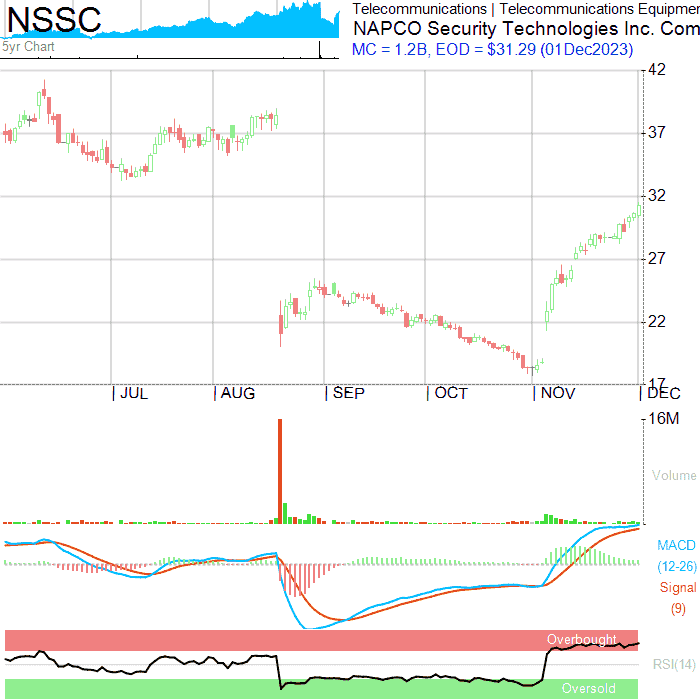 NSSC
5yr Chart
Telecommunications | Telecommunications Equipmen
NAPCO Security Technologies Inc. Com
MC = 1.2B, EOD = $31.29 (01Dec2023)
42
37
32
27
22
17
JUL
AUG
SEP
OCT
NOV
DEC
16M
Volume
MACD
(12-26)
Signal
(9)
Overbought
RSI(14)
Oversold